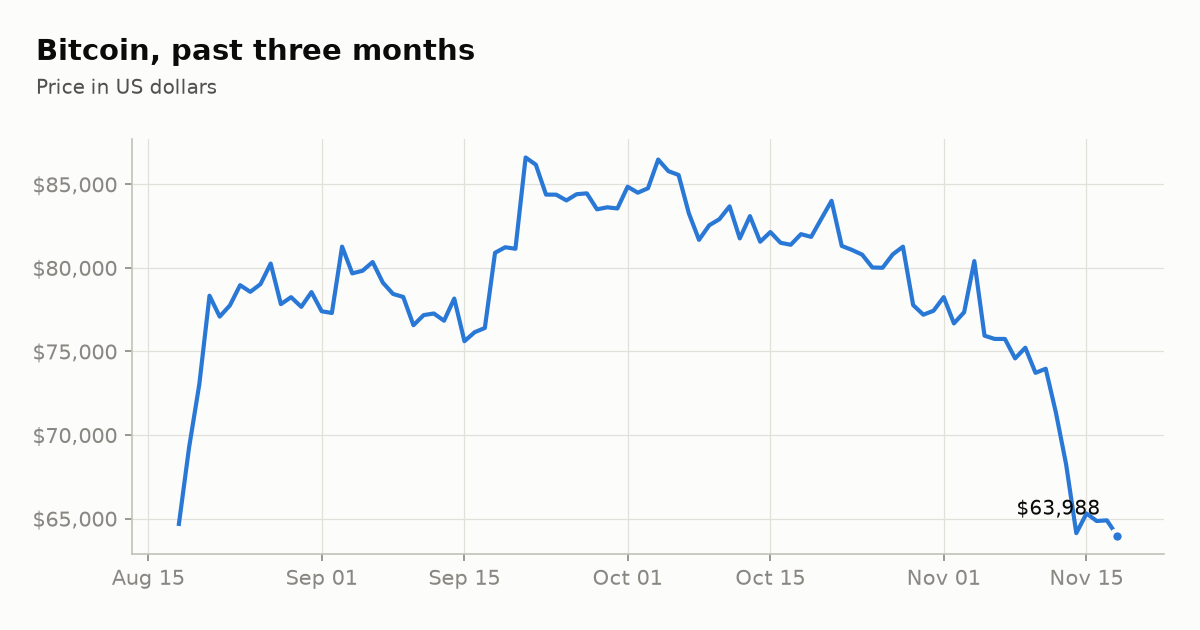 Bitcoin, past three months
Price in US dollars
$85,000
$80,000
$75,000
$70,000
$65,000
$63,988
Aug 15 Sep 01 Sep 15 Oct 01 Oct 15 Nov 01 Nov 15